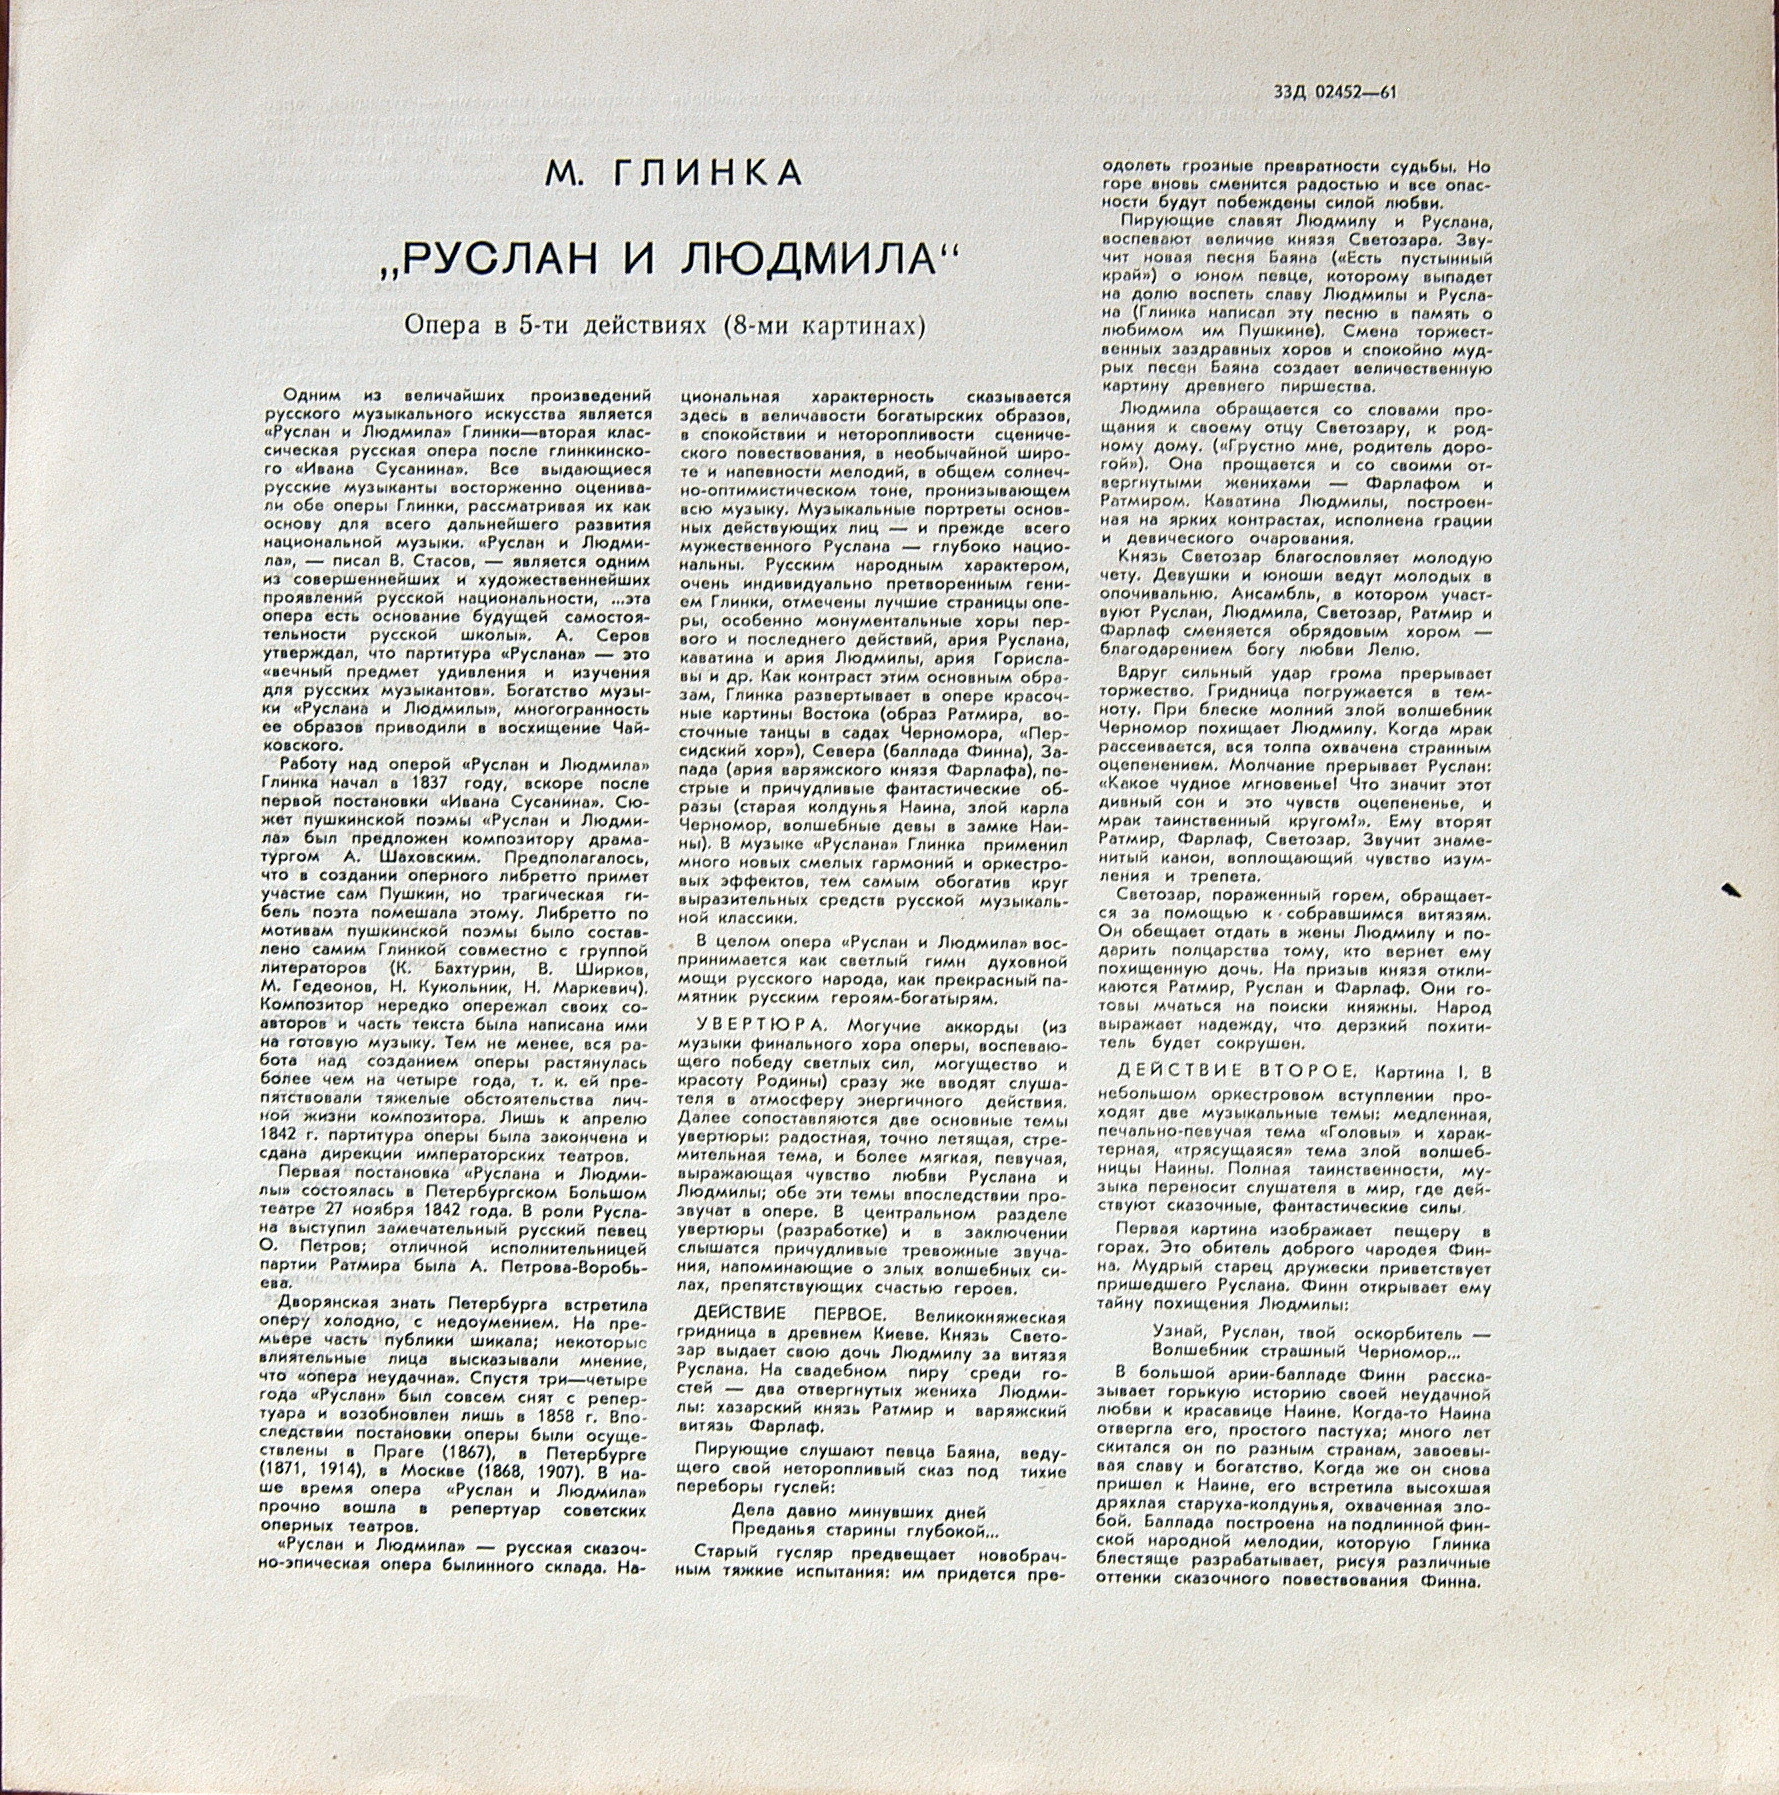 33Д 02452—61
М. ГЛИНКА
„РУСЛАН И ЛЮДМИЛА“
Опера в 5-ти действиях (8-ми картинах)
Одним из величайших произведений
русского музыкального искусства является
«Руслан и Людмила» Глинки—вторая клас-
сическая русская опера после глинкинско-
го «Ивана Сусанина». Все выдающиеся
русские музыканты восторженно оценива-
ли обе оперы Глинки, рассматривая их как
основу для всего дальнейшего развития
национальной музыки. «Руслан и Людми-
ла», — писал В. Стасов, — является одним
из совершеннейших и художественнейших
проявлений русской национальности, ...эта
опера есть основание будущей самостоя-
тельности русской школы». А. Серов
утверждал, что партитура «Руслана» — это
«вечный предмет удивления и изучения
для русских музыкантов». Богатство музы-
ки «Руслана и Людмилы», многогранность
ее образов приводили в восхищение Чай-
ковского.
Работу над оперой «Руслан и Людмила»
Глинка начал в 1837 году, вскоре после
первой постановки «Ивана Сусанина». Сю-
жет пушкинской поэмы «Руслан и Людми-
ла» был предложен композитору драма-
тургом А. Шаховским. Предполагалось,
что в создании оперного либретто примет
участие сам Пушкин, но трагическая ги-
бель поэта помешала этому. Либретто по
мотивам пушкинской поэмы было состав-
лено самим Глинкой совместно с группой
литераторов (К. Бахтурин, В. Ширков,
М. Гедеонов, Н. Кукольник, Н. Маркевич).
Композитор нередко опережал своих со-
авторов и часть текста была написана ими
на готовую музыку. Тем не менее, вся ра-
бота над созданием оперы растянулась
более чем на четыре года, т. к. ей пре-
пятствовали тяжелые обстоятельства лич-
ной жизни композитора. Лишь к апрелю
1842 г. партитура оперы была закончена и
сдана дирекции императорских театров.
Первая постановка «Руслана и Людми-
лы» состоялась в Петербургском Большом
театре 27 ноября 1842 года. В роли Русла-
на выступил замечательный русский певец
О. Петров; отличной исполнительницей
партии Ратмира была А. Петрова-Воробь-
ева.
Дворянская знать Петербурга встретила
оперу холодно, с недоумением. На пре-
мьере часть публики шикала; некоторые
влиятельные лица высказывали мнение,
что «опера неудачна». Спустя три—четыре
года «Руслан» был совсем снят с репер-
туара и возобновлен лишь в 1858 г. Впо-
следствии постановки оперы были осуще-
ствлены в Праге (1867), в Петербурге
(1871, 1914), в Москве (1868, 1907). В на-
ше время опера «Руслан и Людмила»
прочно вошла в репертуар советских
оперных театров.
«Руслан и Людмила» — русская сказоч-
но-эпическая опера былинного склада. На-
циональная характерность сказывается
здесь в величавости богатырских образов,
в спокойствии и неторопливости сцениче-
ского повествования, в необычайной широ-
те и напевности мелодий, в общем солнеч-
но-оптимистическом тоне, пронизывающем
всю музыку. Музыкальные портреты основ-
ных действующих лиц — и прежде всего
мужественного Руслана — глубоко нацио-
нальны. Русским народным характером,
очень индивидуально претворенным гени-
ем Глинки, отмечены лучшие страницы опе-
ры, особенно монументальные хоры пер-
вого и последнего действий, ария Руслана,
каватина и ария Людмилы, ария Горисла-
вы и др. Как контраст этим основным обра-
зам, Глинка развертывает в опере красоч-
ные картины Востока (образ Ратмира, во-
сточные танцы в садах Черномора, «Пер-
сидский хор»), Севера (баллада Финна), За-
пада (ария варяжского князя Фарлафа), пе-
стрые и причудливые фантастические об-
разы (старая колдунья Наина, злой карла
Черномор, волшебные девы в замке Наи-
ны). В музыке «Руслана» Глинка применил
много новых смелых гармоний и оркестро-
вых эффектов, тем самым обогатив круг
выразительных средств русской музыкаль-
ной классики.
В целом опера «Руслан и Людмила» вос-
принимается как светлый гимн духовной
мощи русского народа, как прекрасный па-
мятник русским героям-богатырям.
УВЕРТЮРА. Могучие аккорды (из
музыки финального хора оперы, воспеваю-
щего победу светлых сил, могущество и
красоту Родины) сразу же вводят слуша-
теля в атмосферу энергичного действия.
Далее сопоставляются две основные темы
увертюры: радостная, точно летящая, стре-
мительная тема, и более мягкая, певучая,
выражающая чувство любви Руслана и
Людмилы; обе эти темы впоследствии про-
звучат в опере. В центральном разделе
увертюры (разработке) и в заключении
слышатся причудливые тревожные звуча-
ния, напоминающие о злых волшебных си-
лах, препятствующих счастью героев.
ДЕЙСТВИЕ ПЕРВОЕ. Великокняжеская
гридница в древнем Киеве. Князь Свето-
зар выдает свою дочь Людмилу за витязя
Руслана. На свадебном пиру среди го-
стей — два отвергнутых жениха Людми-
лы: хазарский князь Ратмир и варяжский
витязь Фарлаф.
Пирующие слушают певца Баяна, веду-
щего свой неторопливый сказ под тихие
переборы гуслей:
Дела давно минувших дней
Преданья старины глубокой...
Старый гусляр предвещает новобрач-
ным тяжкие испытания: им придется пре-
одолеть грозные превратности судьбы. Но
горе вновь сменится радостью и все опас-
ности будут побеждены силой любви.
Пирующие славят Людмилу и Руслана,
воспевают величие князя Светозара. Зву-
чит новая песня Баяна («Есть пустынный
край») о юном певце, которому выпадет
на долю воспеть славу Людмилы и Русла-
на (Глинка написал эту песню в память о
любимом им Пушкине). Смена торжест-
венных заздравных хоров и спокойно муд-
рых песен Баяна создает величественную
картину древнего пиршества.
Людмила обращается со словами про-
щания к своему отцу Светозару, к род-
ному дому. («Грустно мне, родитель доро-
гой»). Она прощается и со своими от-
вергнутыми женихами — Фарлафом и
Ратмиром. Каватина Людмилы, построен-
ная на ярких контрастах, исполнена грации
и девического очарования.
Князь Светозар благословляет молодую
чету. Девушки и юноши ведут молодых в
опочивальню. Ансамбль, в котором участ-
вуют Руслан, Людмила, Светозар, Ратмир и
Фарлаф сменяется обрядовым хором —
благодарением богу любви Лелю.
Вдруг сильный удар грома прерывает
торжество. Гридница погружается в тем-
ноту. При блеске молний злой волшебник
Черномор похищает Людмилу. Когда мрак
рассеивается, вся толпа охвачена странным
оцепенением. Молчание прерывает Руслан:
«Какое чудное мгновенье! Что значит этот
дивный сон и это чувств оцепененье, и
мрак таинственный кругом?». Ему вторят
Ратмир, Фарлаф, Светозар. Звучит знаме-
нитый канон, воплощающий чувство изум-
ления и трепета.
Светозар, пораженный горем, обращает-
ся за помощью к собравшимся витязям.
Он обещает отдать в жены Людмилу и по-
дарить полцарства тому, кто вернет ему
похищенную дочь. На призыв князя откли-
каются Ратмир, Руслан и Фарлаф. Они го-
товы мчаться на поиски княжны. Народ
выражает надежду, что дерзкий похити-
тель будет сокрушен.
ДЕЙСТВИЕ ВТОРОЕ. Картина I. В
небольшом оркестровом вступлении про-
ходят две музыкальные темы: медленная,
печально-певучая тема «Головы» и харак-
терная, «трясущаяся» тема злой волшеб-
ницы Наины. Полная таинственности, му-
зыка переносит слушателя в мир, где дей-
ствуют сказочные, фантастические силы.
Первая картина изображает пещеру в
горах. Это обитель доброго чародея Фин-
на. Мудрый старец дружески приветствует
пришедшего Руслана. Финн открывает ему
тайну похищения Людмилы:
Узнай, Руслан, твой оскорбитель —
Волшебник страшный Черномор...
В большой арии-балладе Финн расска-
зывает горькую историю своей неудачной
любви к красавице Наине. Когда-то Наина
отвергла его, простого пастуха; много лет
скитался он по разным странам, завоевы-
вая славу и богатство. Когда же он снова
пришел к Наине, его встретила высохшая
дряхлая старуха-колдунья, охваченная зло-
бой. Баллада построена на подлинной фин-
ской народной мелодии, которую Глинка
блестяще разрабатывает, рисуя различные
оттенки сказочного повествования Финна.